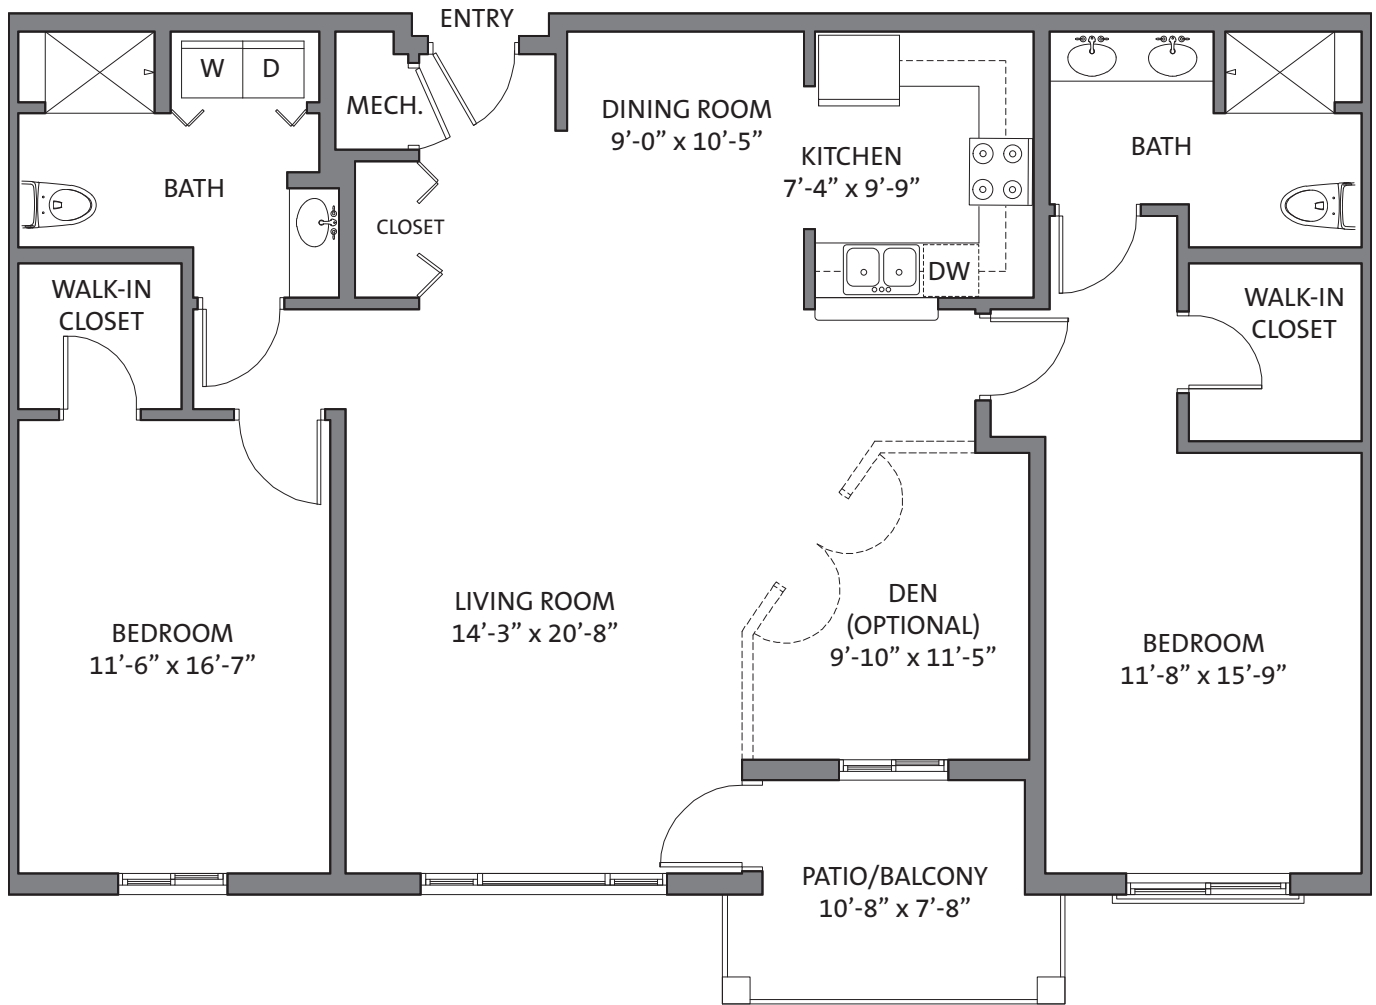 ENTRY
W D
MECH.
DINING ROOM
9’-0” x 10’-5”
KITCHEN
7’-4” x 9’-9”
BATH
BATH
CLOSET
DW
WALK-IN
CLOSET
WALK-IN
CLOSET
LIVING ROOM
14’-3” x 20’-8”
DEN
(OPTIONAL)
9’-10” x 11’-5”
BEDROOM
11’-6” x 16’-7”
BEDROOM
11’-8” x 15’-9”
PATIO/BALCONY
10’-8” x 7’-8”